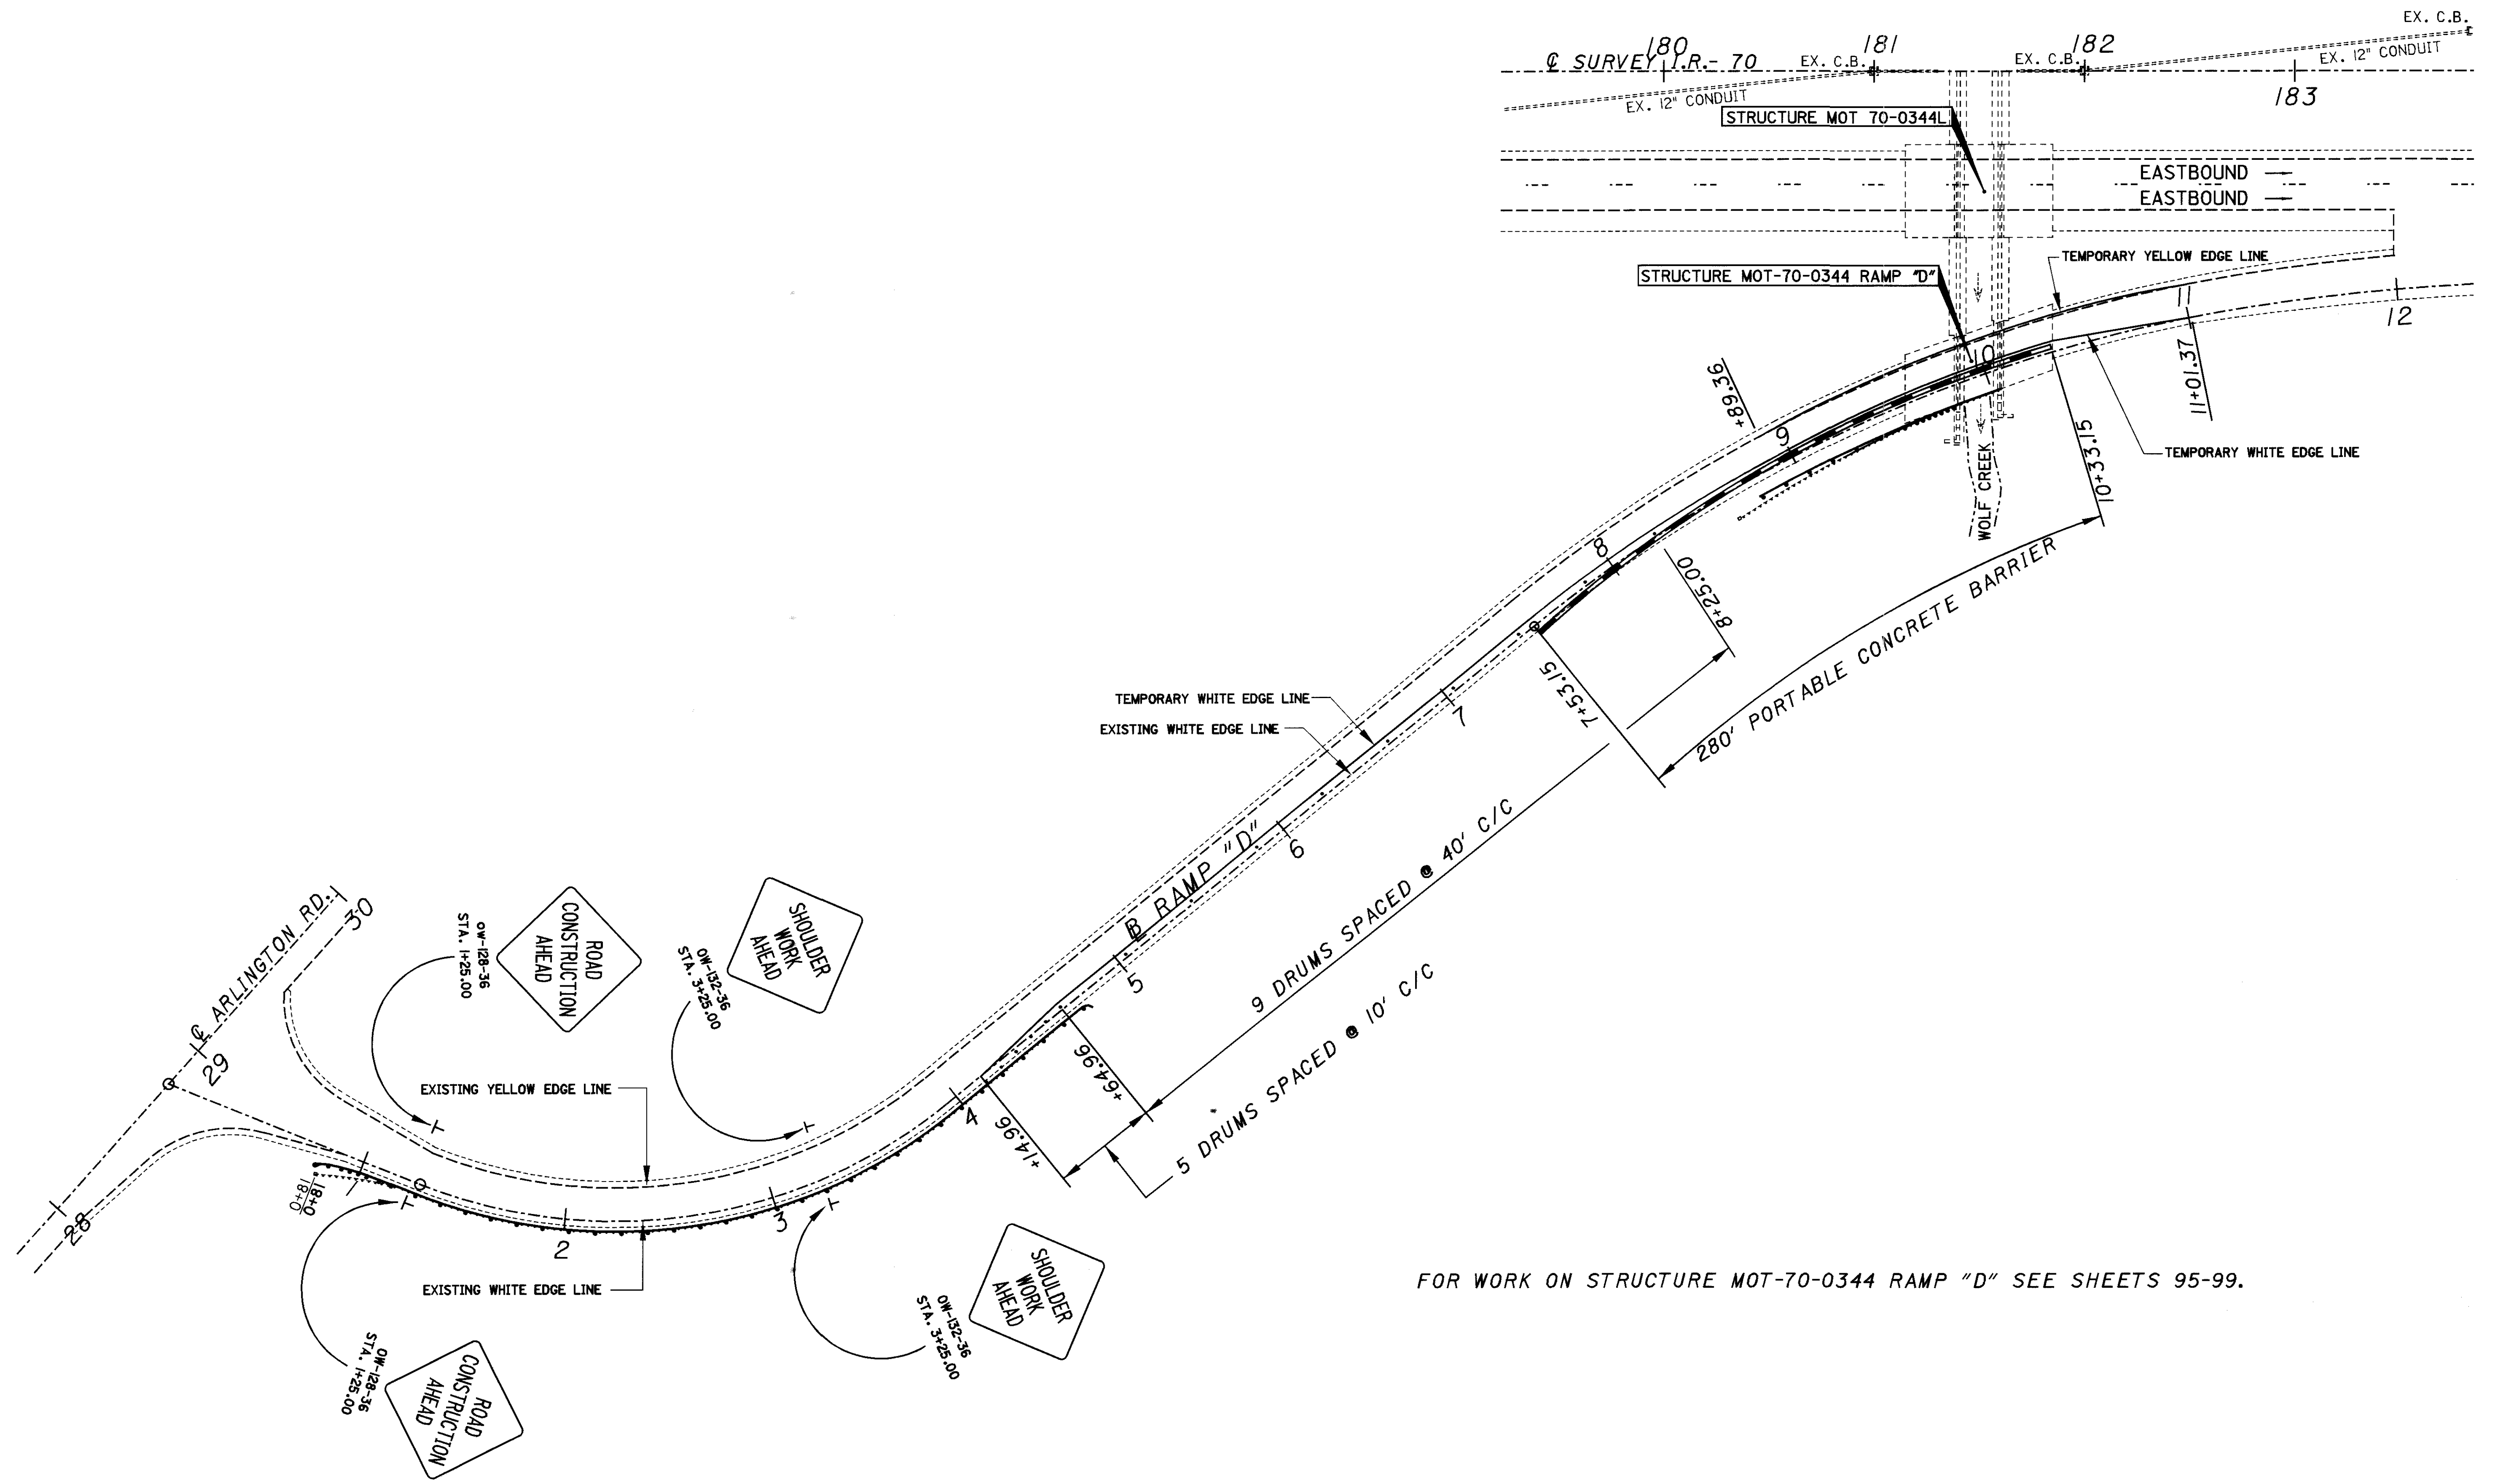 EX. C.B.
180
181
182
℄ SURVEY I.R.- 70
EX. C.B.
EX. C.B.
EX. 12" CONDUIT
EX. 12" CONDUIT
183
STRUCTURE MOT 70-0344L
EASTBOUND
EASTBOUND
TEMPORARY YELLOW EDGE LINE
STRUCTURE MOT-70-0344 RAMP "D"
11
12
10
+89.36
11+01.37
9
10+33.15
TEMPORARY WHITE EDGE LINE
WOLF CREEK
8
8+25.00
280' PORTABLE CONCRETE BARRIER
7+53.15
TEMPORARY WHITE EDGE LINE
7
EXISTING WHITE EDGE LINE
6
℄ RAMP "D"
9 DRUMS SPACED @ 40' C/C
5
5 DRUMS SPACED @ 10' C/C
+64.96
+14.96
4
℄ ARLINGTON RD.
30
29
28
ROAD
CONSTRUCTION
AHEAD
OW-128-36
STA. 1+25.00
SHOULDER
WORK
AHEAD
OW-132-36
STA. 3+25.00
EXISTING YELLOW EDGE LINE
0+81
0+81
2
3
EXISTING WHITE EDGE LINE
SHOULDER
WORK
AHEAD
OW-132-36
STA. 3+25.00
ROAD
CONSTRUCTION
AHEAD
OW-128-36
STA. 1+25.00
FOR WORK ON STRUCTURE MOT-70-0344 RAMP "D" SEE SHEETS 95-99.